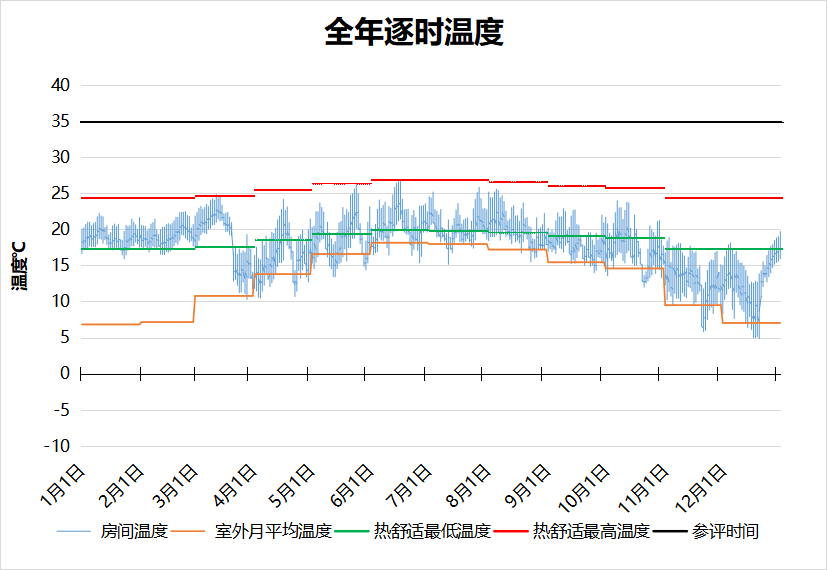 全年逐时温度
40
35
30
25
20
15
10
5
0
-5
-10
温度℃
1月1日
2月1日
3月1日
4月1日
5月1日
6月1日
7月1日
8月1日
9月1日
10月1日
11月1日
12月1日
房间温度 室外月平均温度 热舒适最低温度 热舒适最高温度 参评时间